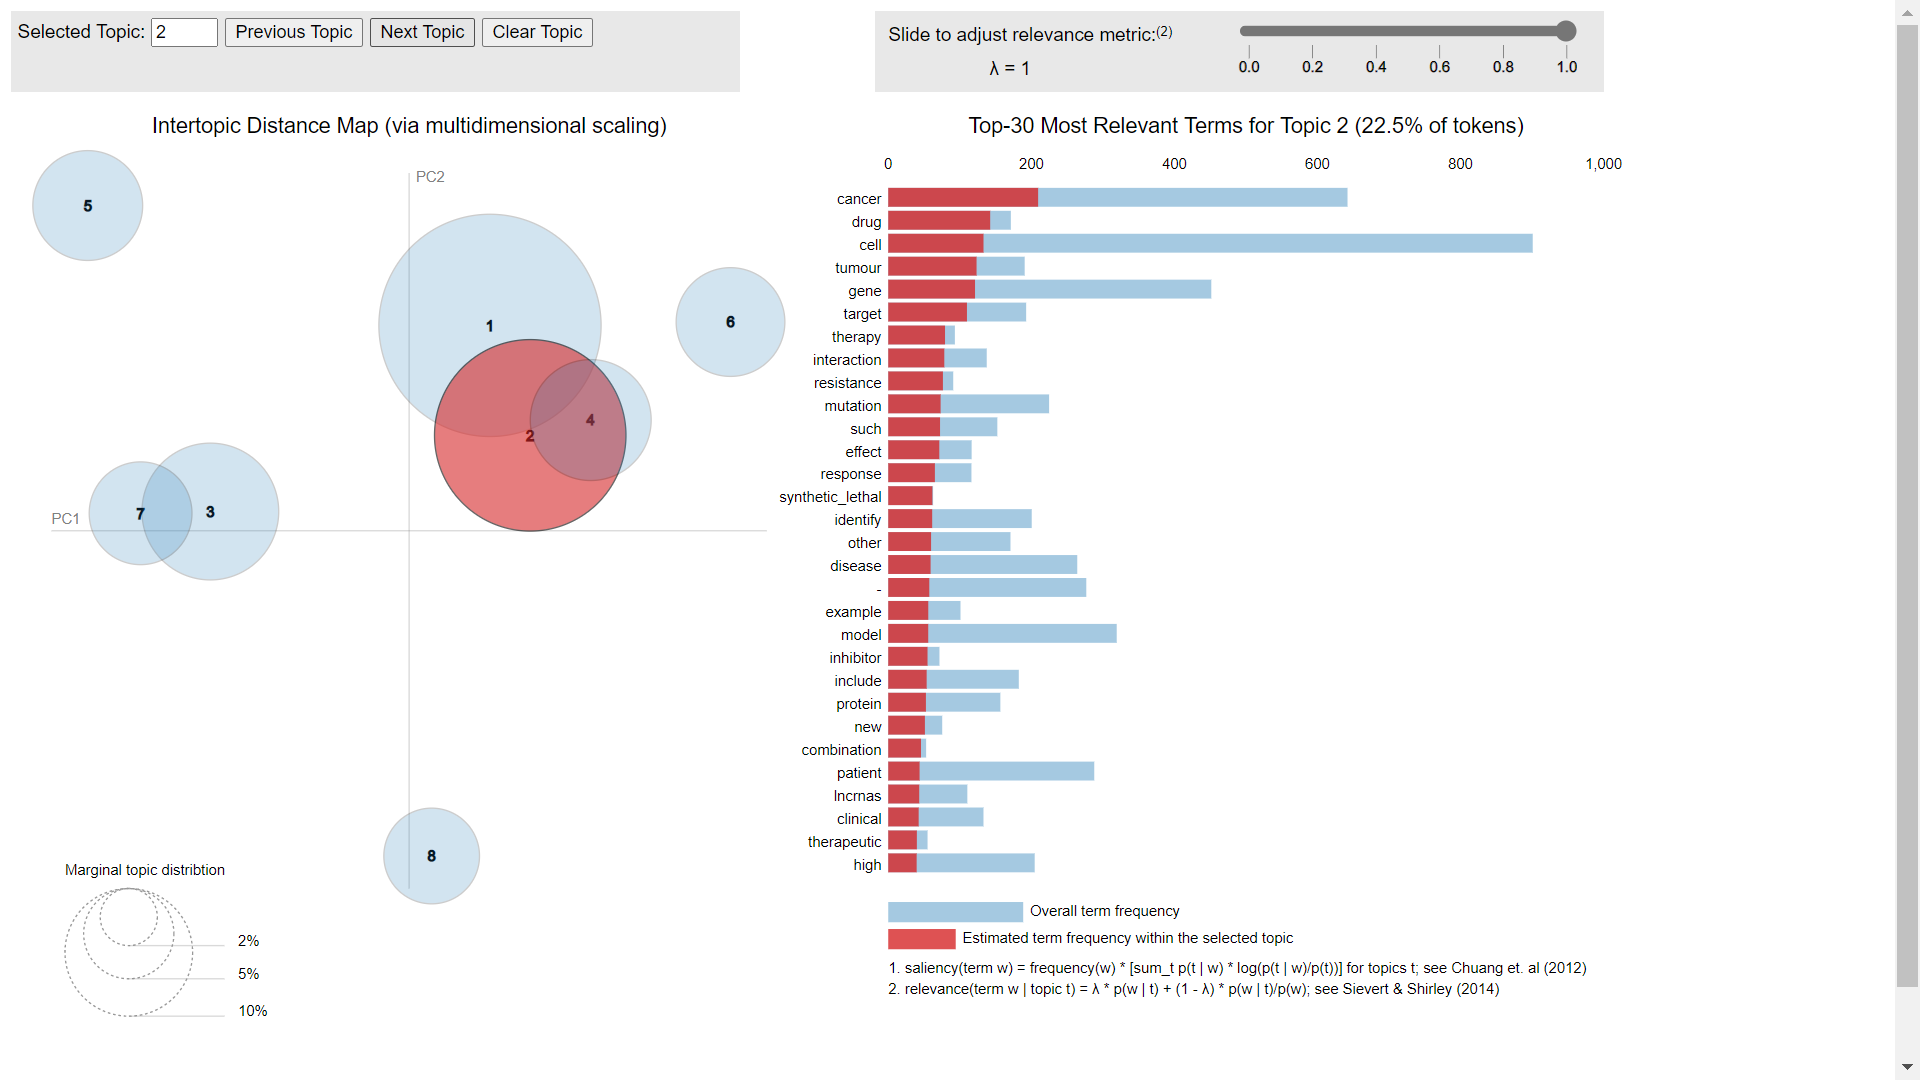 Selected Topic: 2 Previous Topic Next Topic Clear Topic
Slide to adjust relevance metric:(2)
λ = 1
0.0 0.2 0.4 0.6 0.8 1.0
Intertopic Distance Map (via multidimensional scaling)
PC2
PC1
5
1
6
4
2
7
3
8
Marginal topic distribtion
2%
5%
10%
Top-30 Most Relevant Terms for Topic 2 (22.5% of tokens)
0 200 400 600 800 1,000
cancer
drug
cell
tumour
gene
target
therapy
interaction
resistance
mutation
such
effect
response
synthetic_lethal
identify
other
disease
-
example
model
inhibitor
include
protein
new
combination
patient
lncrnas
clinical
therapeutic
high
Overall term frequency
Estimated term frequency within the selected topic
1. saliency(term w) = frequency(w) * [sum_t p(t | w) * log(p(t | w)/p(t))] for topics t; see Chuang et. al (2012)
2. relevance(term w | topic t) = λ * p(w | t) + (1 - λ) * p(w | t)/p(w); see Sievert & Shirley (2014)